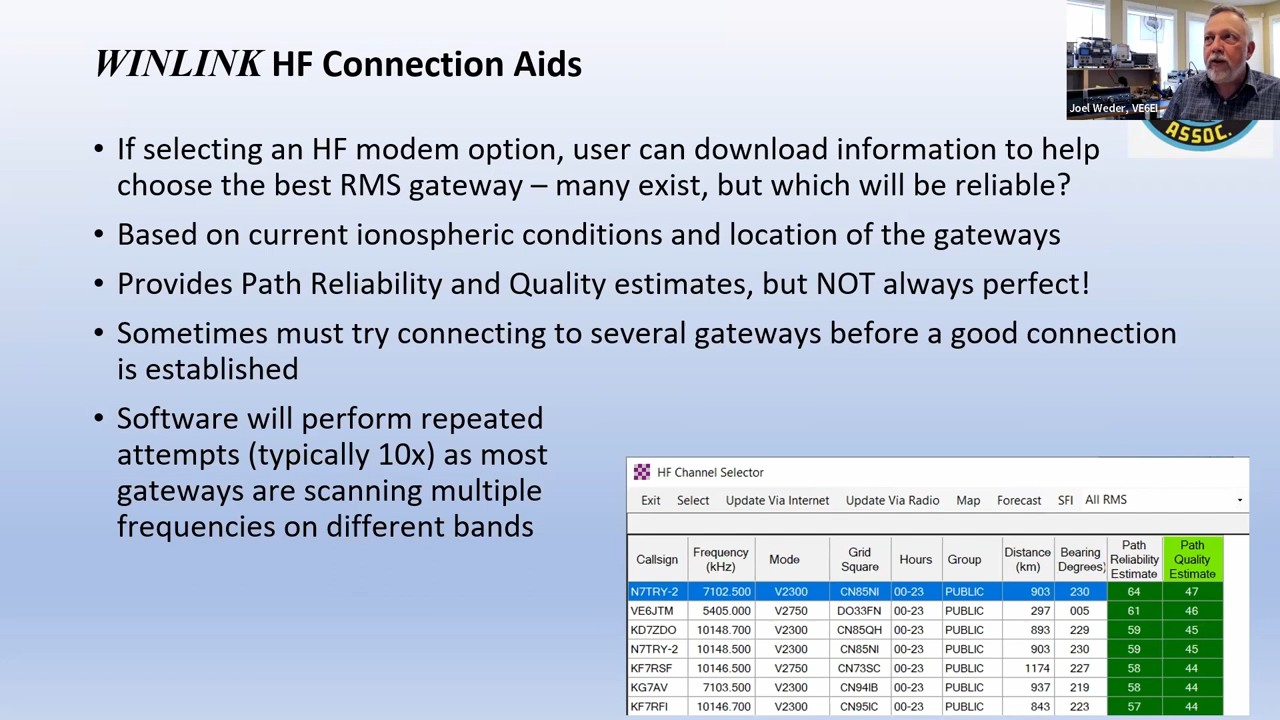 WINLINK HF Connection Aids
Joel Weder, VE6EI
ASSOC.
• If selecting an HF modem option, user can download information to help
choose the best RMS gateway – many exist, but which will be reliable?
• Based on current ionospheric conditions and location of the gateways
• Provides Path Reliability and Quality estimates, but NOT always perfect!
• Sometimes must try connecting to several gateways before a good connection
is established
• Software will perform repeated
attempts (typically 10x) as most
gateways are scanning multiple
frequencies on different bands
HF Channel Selector
Exit Select Update Via Internet Update Via Radio Map Forecast SFI All RMS
Callsign Frequency (kHz) Mode Grid Square Hours Group Distance (km) Bearing Degrees) Path Reliability Estimate Path Quality Estimate
N7TRY-2 7102.500 V2300 CN85NI 00-23 PUBLIC 903 230 64 47
VE6JTM 5405.000 V2750 DO33FN 00-23 PUBLIC 297 005 61 46
KD7ZDO 10148.700 V2300 CN85QH 00-23 PUBLIC 893 229 59 45
N7TRY-2 10148.500 V2300 CN85NI 00-23 PUBLIC 903 230 59 45
KF7RSF 10146.500 V2750 CN73SC 00-23 PUBLIC 1174 227 58 44
KG7AV 7103.500 V2300 CN94IB 00-23 PUBLIC 937 219 58 44
KF7RFI 10146.700 V2300 CN95IC 00-23 PUBLIC 843 223 57 44